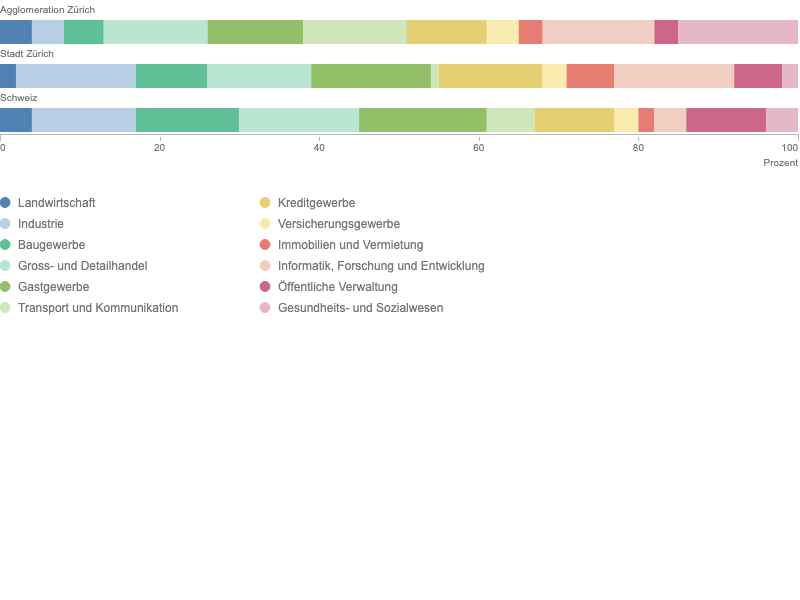 Agglomeration Zürich
Stadt Zürich
Schweiz
0 20 40 60 80 100
Prozent
Landwirtschaft
Industrie
Baugewerbe
Gross- und Detailhandel
Gastgewerbe
Transport und Kommunikation
Kreditgewerbe
Versicherungsgewerbe
Immobilien und Vermietung
Informatik, Forschung und Entwicklung
Öffentliche Verwaltung
Gesundheits- und Sozialwesen